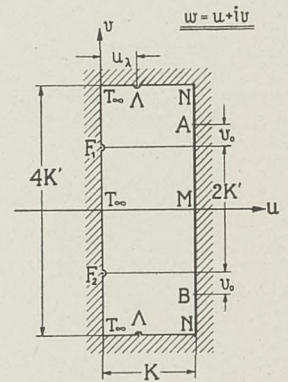 w = u + iv
v
u_λ
T∞ Λ N
A
v₀
F₁
4K'
T∞ M 2K' u
F₂
v₀
B
T∞ Λ N
K